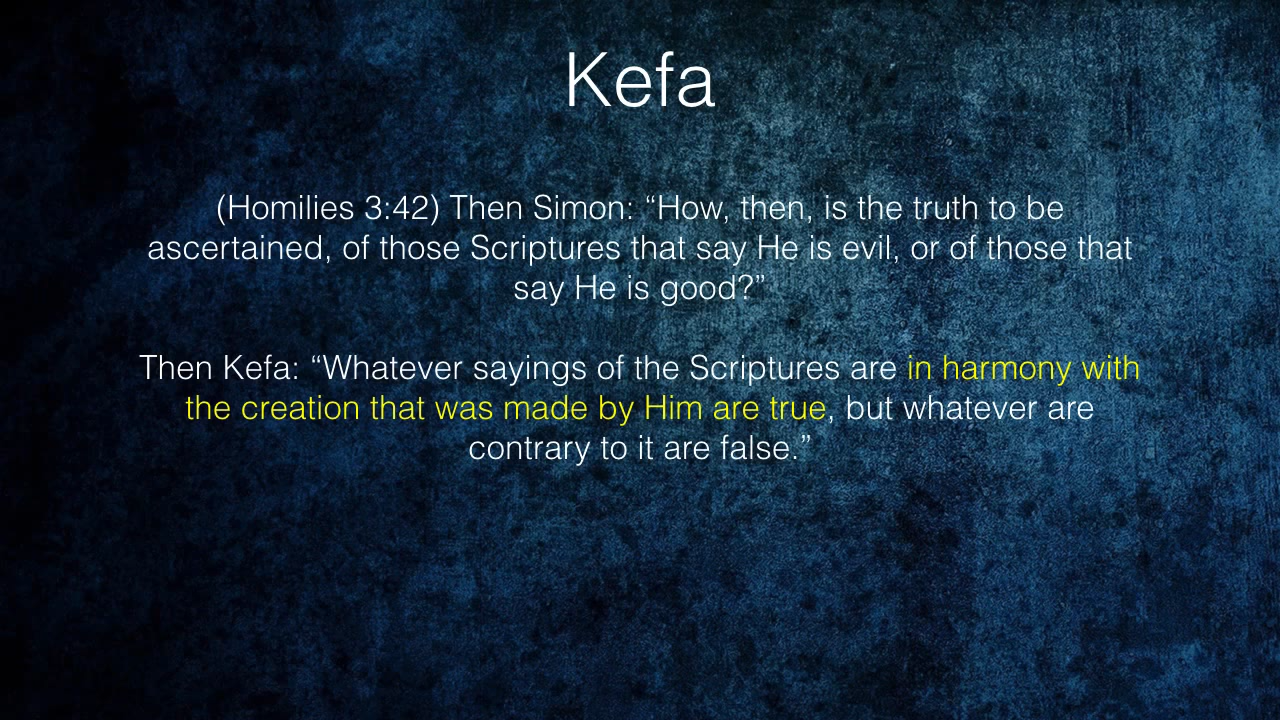 Kefa
(Homilies 3:42) Then Simon: “How, then, is the truth to be
ascertained, of those Scriptures that say He is evil, or of those that
say He is good?”
Then Kefa: “Whatever sayings of the Scriptures are in harmony with
the creation that was made by Him are true, but whatever are
contrary to it are false.”